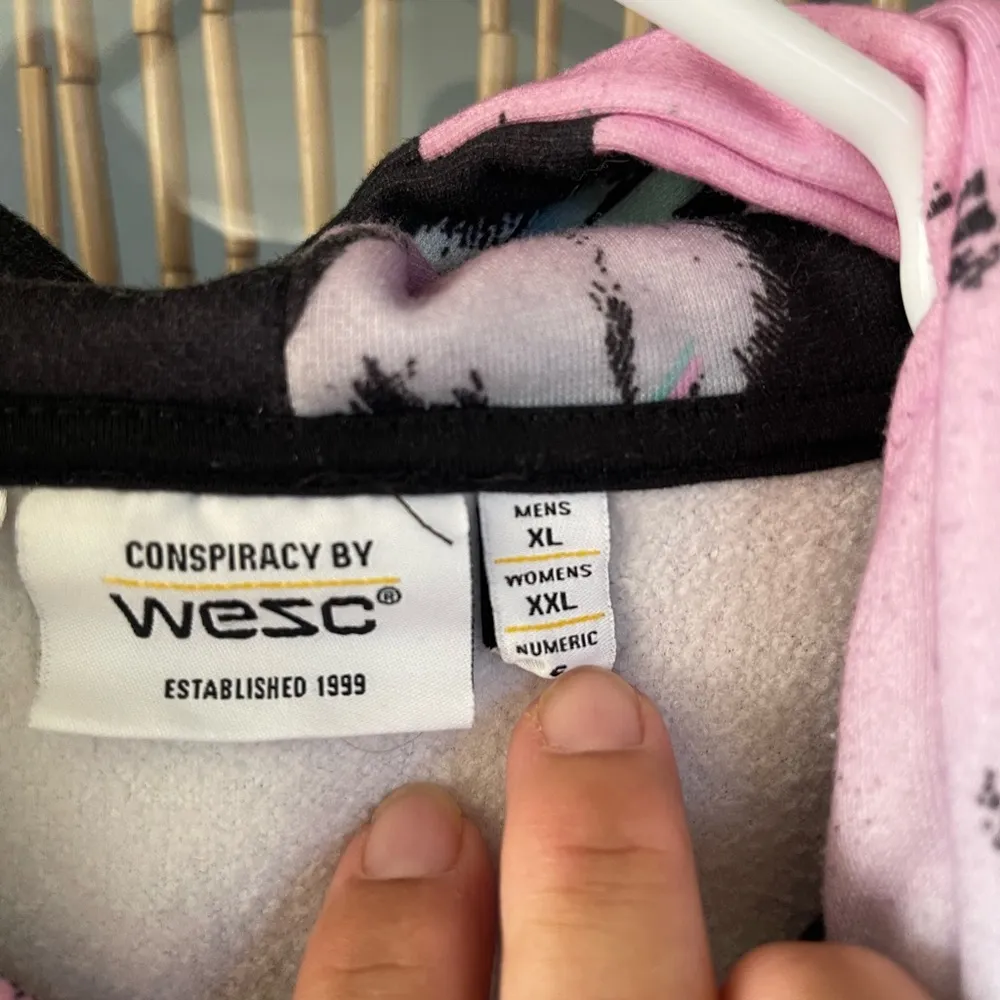 CONSPIRACY BY
wesc®
ESTABLISHED 1999
MENS
XL
WOMENS
XXL
NUMERIC